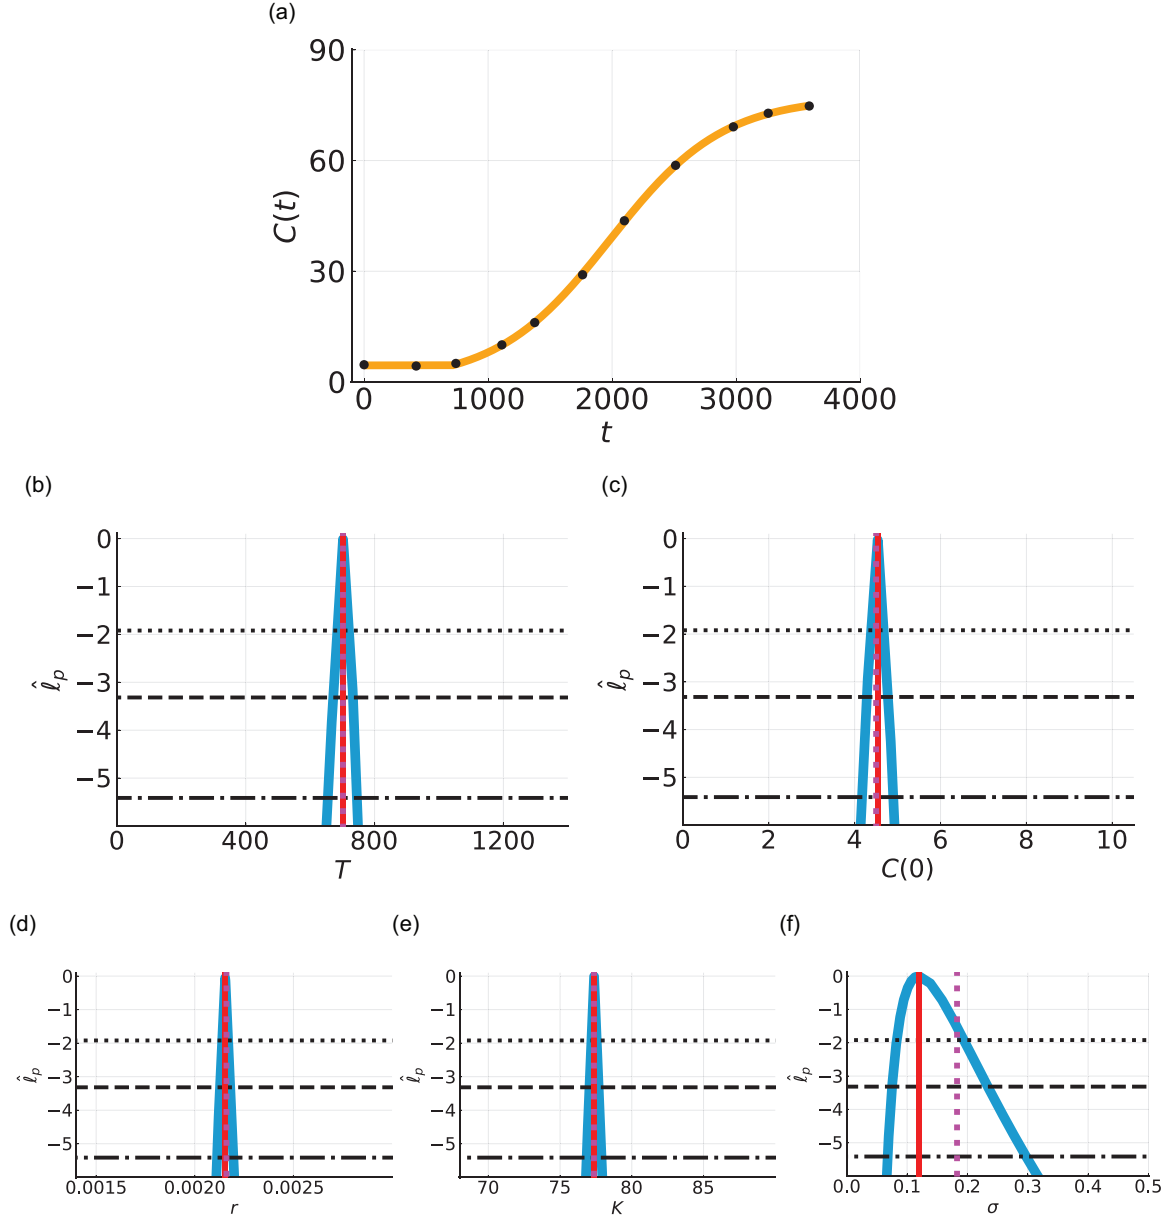 (a)
90
60
30
0
C(t)
0 1000 2000 3000 4000
t
(b)
0
−1
−2
−3
−4
−5
ℓ̂ₚ
0 400 800 1200
T
(c)
0
−1
−2
−3
−4
−5
ℓ̂ₚ
0 2 4 6 8 10
C(0)
(d)
0
−1
−2
−3
−4
−5
ℓ̂ₚ
0.0015 0.0020 0.0025
r
(e)
0
−1
−2
−3
−4
−5
ℓ̂ₚ
70 75 80 85
K
(f)
0
−1
−2
−3
−4
−5
ℓ̂ₚ
0.0 0.1 0.2 0.3 0.4 0.5
σ